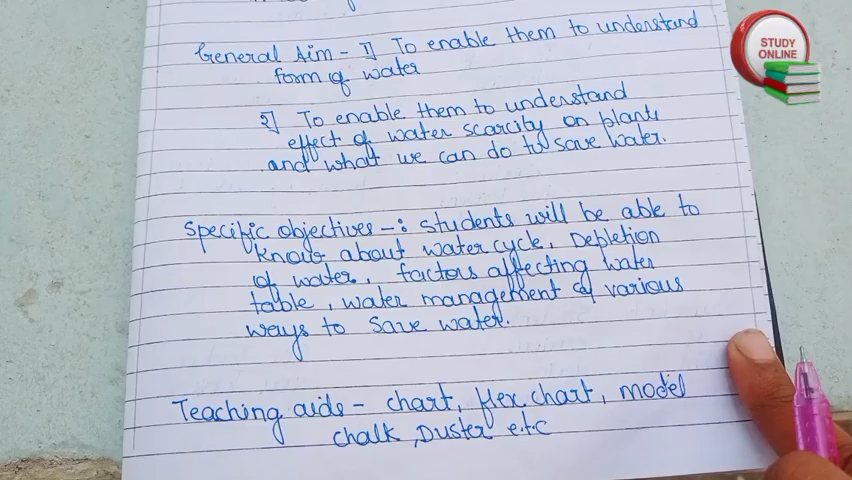 General Aim - 1] To enable them to understand
form of water
2] To enable them to understand
effect of water scarcity on plants
and what we can do to save water.
Specific objectives -: students will be able to
know about water cycle, Depletion
of water, factors affecting water
table, water management of various
ways to save water.
Teaching aids - chart, flex chart, model
chalk, Duster e.t.c
STUDY
ONLINE